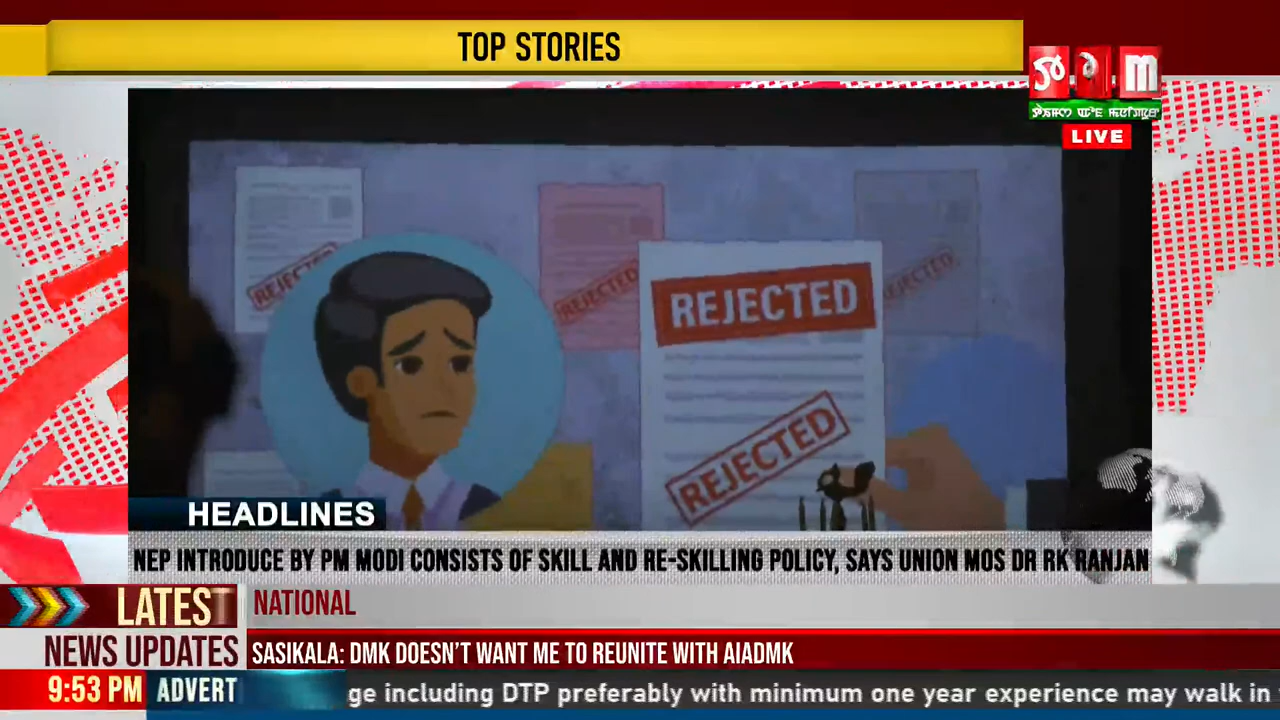 TOP STORIES
LIVE
REJECTED
REJECTED
REJECTED
REJECTED
REJECTED
HEADLINES
NEP INTRODUCE BY PM MODI CONSISTS OF SKILL AND RE-SKILLING POLICY, SAYS UNION MOS DR RK RANJAN
LATEST
NATIONAL
NEWS UPDATES
SASIKALA: DMK DOESN'T WANT ME TO REUNITE WITH AIADMK
9:53 PM
ADVERT
ge including DTP preferably with minimum one year experience may walk in